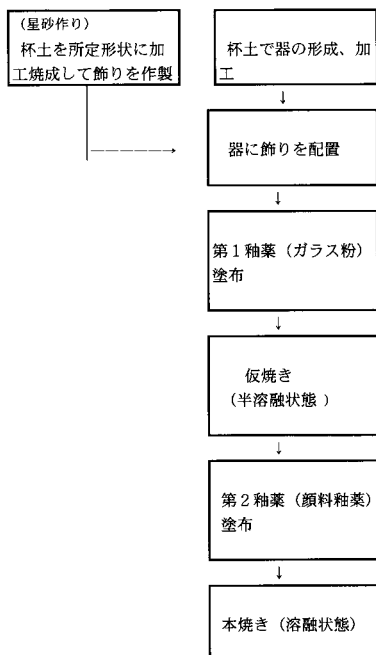 (星砂作り)
杯土を所定形状に加
工焼成して飾りを作製
杯土で器の形成、加
工
↓
器に飾りを配置
↓
第1釉薬（ガラス粉）
塗布
↓
仮焼き
（半溶融状態 ）
↓
第2釉薬（顔料釉薬）
塗布
↓
本焼き（溶融状態）